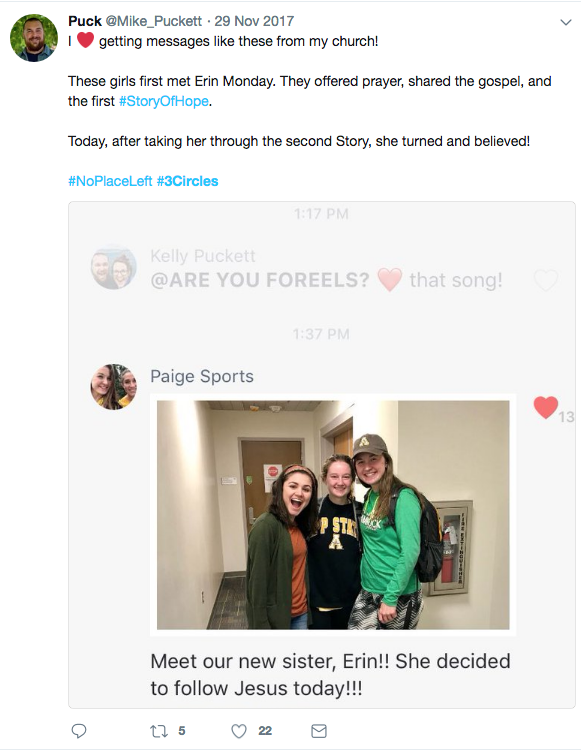 Puck @Mike_Puckett · 29 Nov 2017
I ❤️ getting messages like these from my church!
These girls first met Erin Monday. They offered prayer, shared the gospel, and
the first #StoryOfHope.
Today, after taking her through the second Story, she turned and believed!
#NoPlaceLeft #3Circles
1:17 PM
Kelly Puckett
@ARE YOU FOREELS? ❤️ that song!
1:37 PM
Paige Sports
13
A
P STAT
A
FIRE EXTINGUISHER
Meet our new sister, Erin!! She decided
to follow Jesus today!!!
5
22